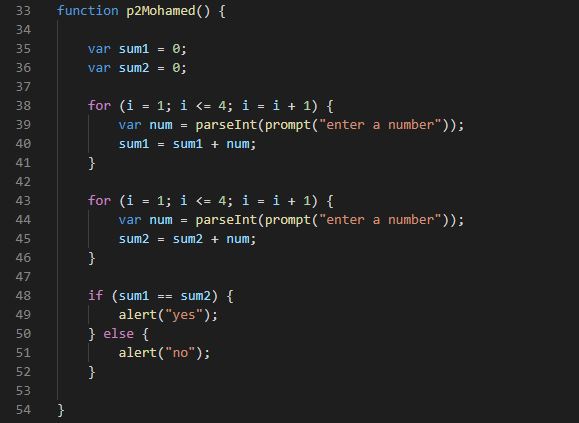 33 function p2Mohamed() {
34
35 var sum1 = 0;
36 var sum2 = 0;
37
38 for (i = 1; i <= 4; i = i + 1) {
39 var num = parseInt(prompt("enter a number"));
40 sum1 = sum1 + num;
41 }
42
43 for (i = 1; i <= 4; i = i + 1) {
44 var num = parseInt(prompt("enter a number"));
45 sum2 = sum2 + num;
46 }
47
48 if (sum1 == sum2) {
49 alert("yes");
50 } else {
51 alert("no");
52 }
53
54 }